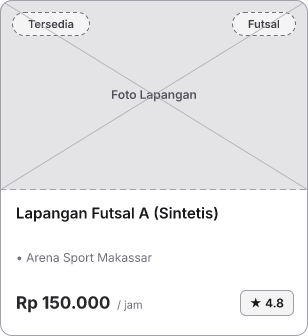 Tersedia
Futsal
Foto Lapangan
Lapangan Futsal A (Sintetis)
• Arena Sport Makassar
Rp 150.000 / jam
★ 4.8